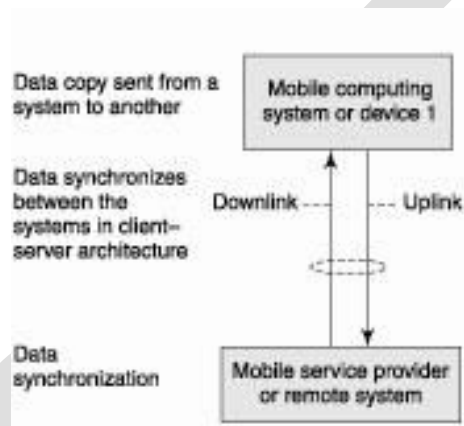 Data copy sent from a
system to another
Mobile computing
system or device 1
Data synchronizes
between the
systems in client–
server architecture
Downlink
Uplink
Data
synchronization
Mobile service provider
or remote system